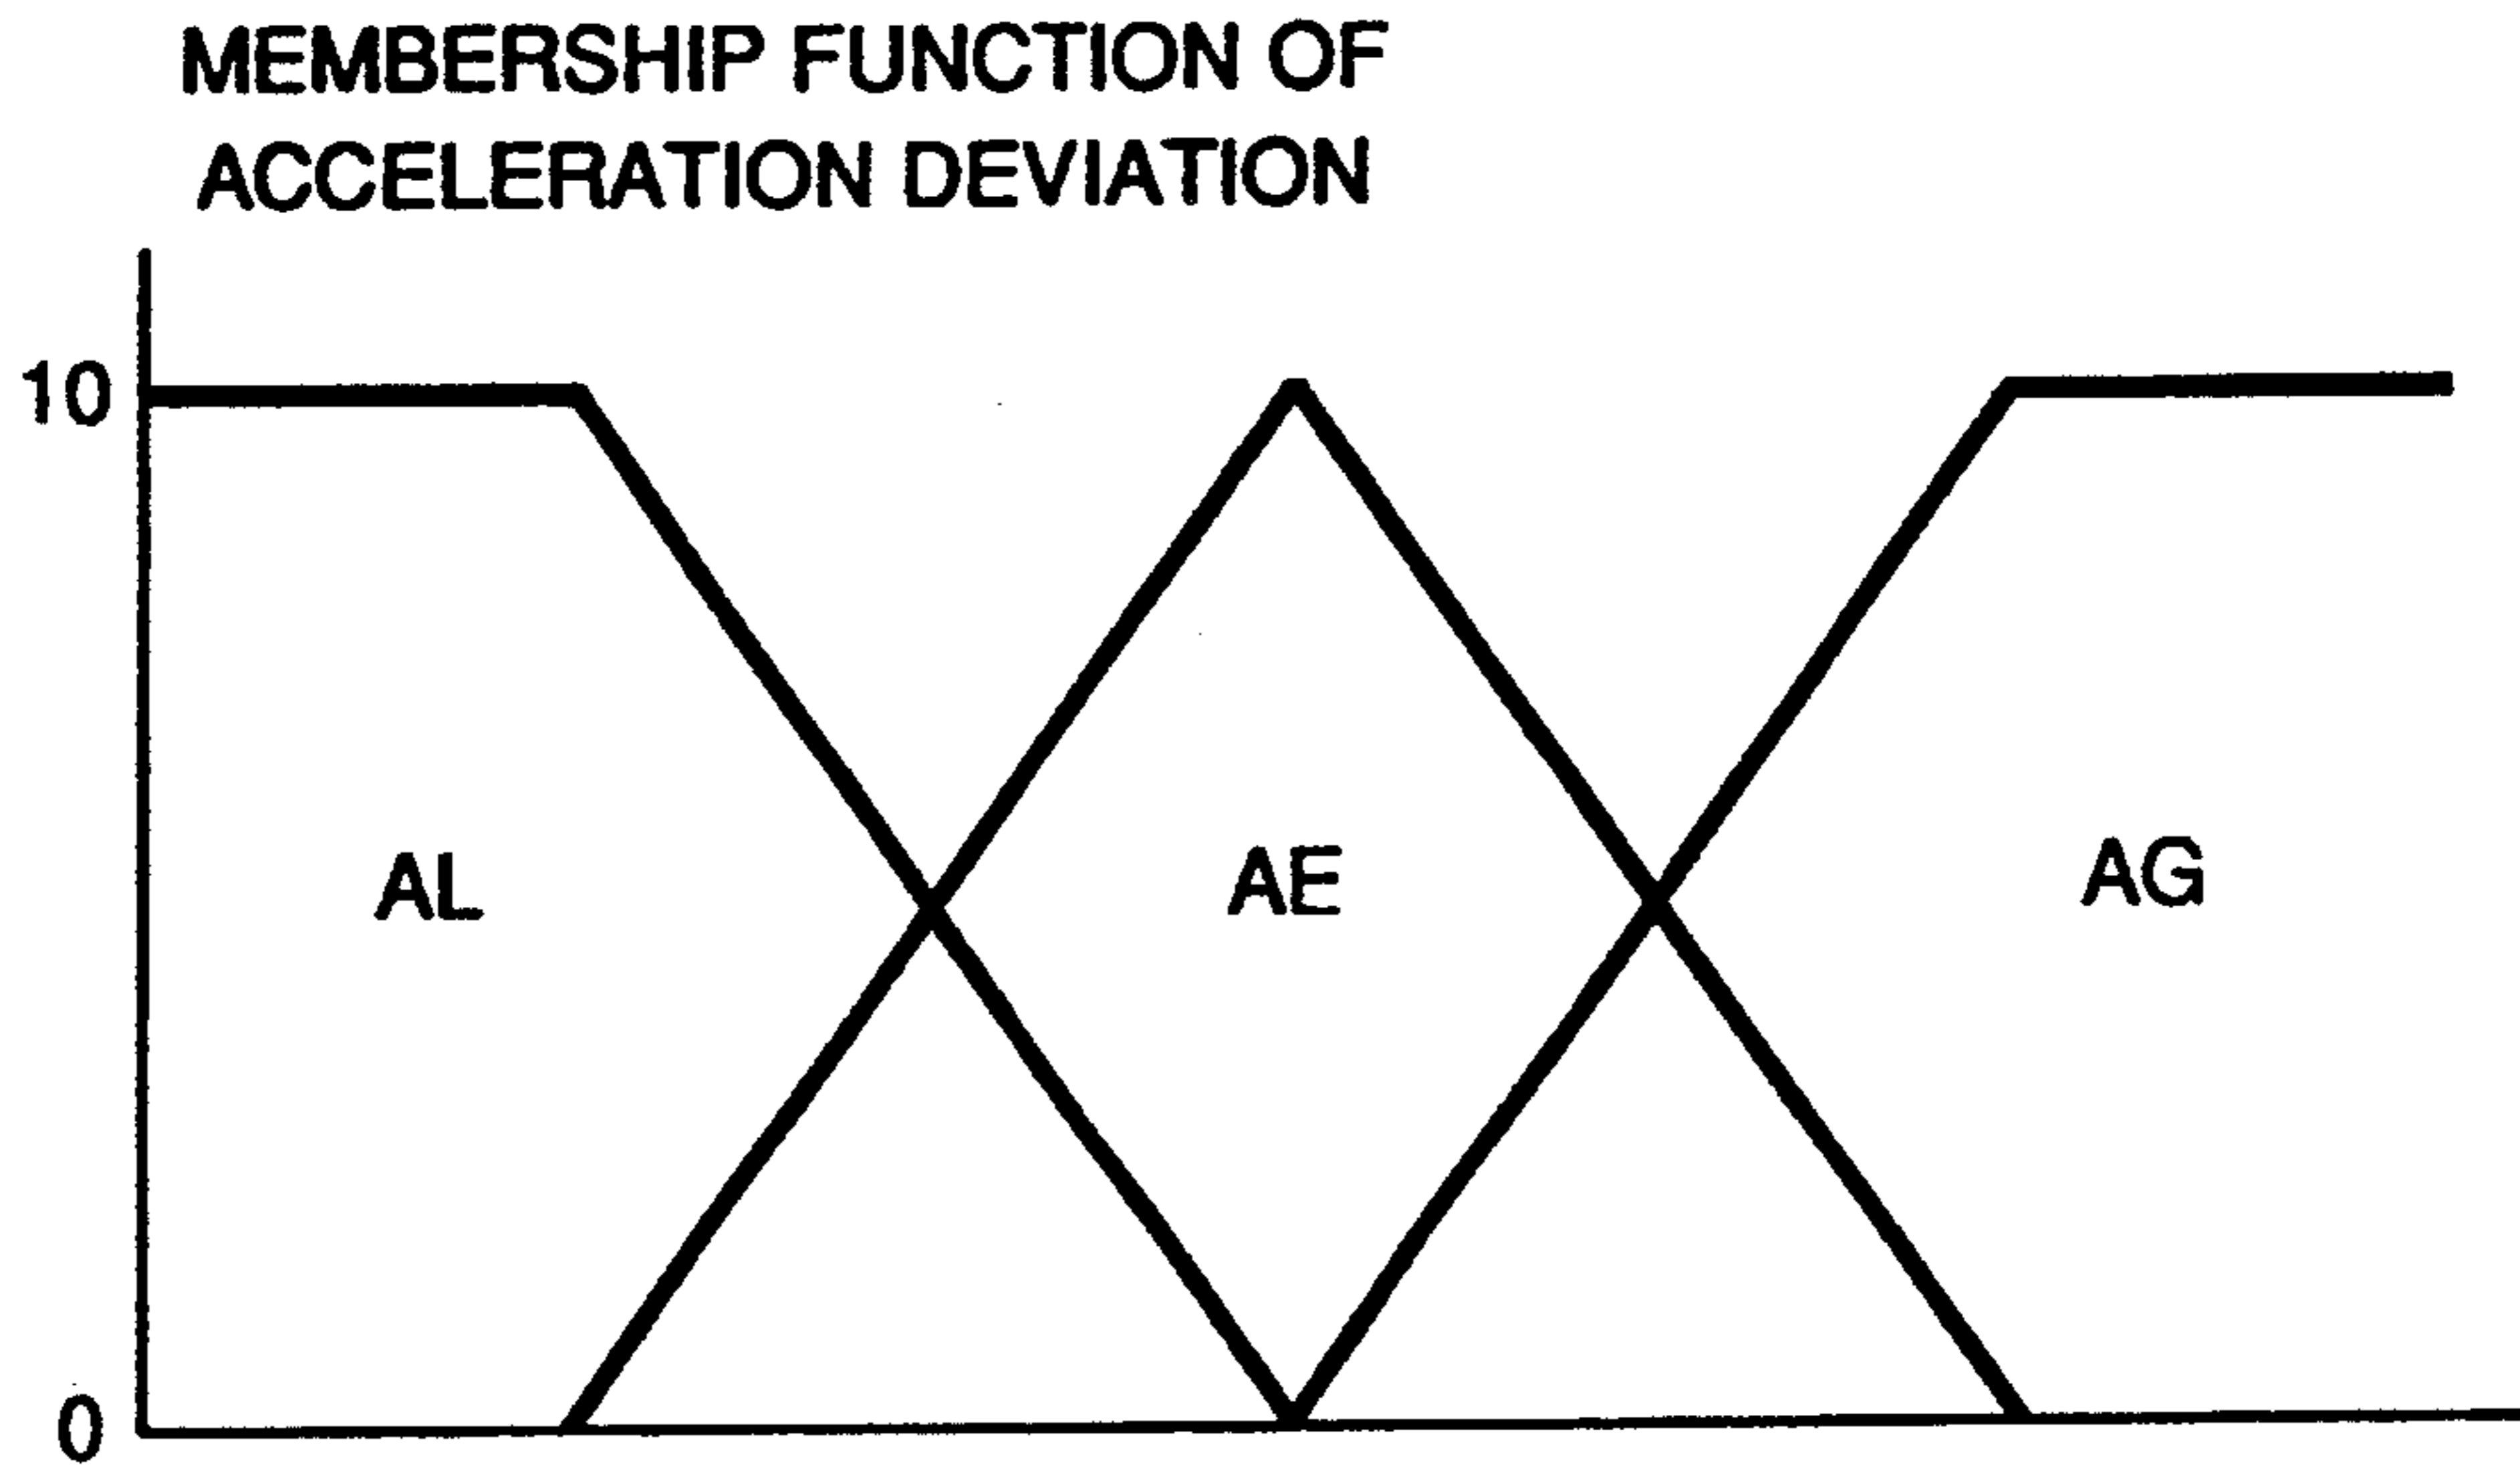 MEMBERSHIP FUNCTION OF
ACCELERATION DEVIATION
10
AL AE AG
0